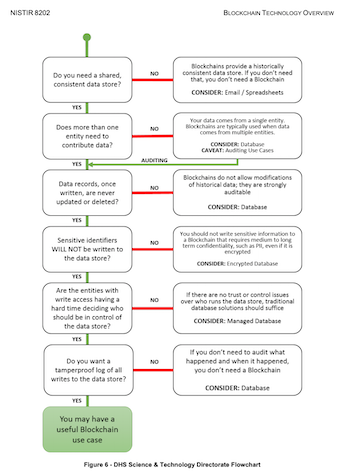 NISTIR 8202
BLOCKCHAIN TECHNOLOGY OVERVIEW
Do you need a shared,
consistent data store?
NO
Blockchains provide a historically
consistent data store. If you don't need
that, you don't need a Blockchain
CONSIDER: Email / Spreadsheets
YES
Does more than one
entity need to
contribute data?
NO
Your data comes from a single entity.
Blockchains are typically used when data
comes from multiple entities.
CONSIDER: Database
CAVEAT: Auditing Use Cases
YES
AUDITING
Data records, once
written, are never
updated or deleted?
NO
Blockchains do not allow modifications
of historical data; they are strongly
auditable
CONSIDER: Database
YES
Sensitive identifiers
WILL NOT be written to
the data store?
NO
You should not write sensitive information to
a Blockchain that requires medium to long
term confidentiality, such as PII, even if it is
encrypted
CONSIDER: Encrypted Database
YES
Are the entities with
write access having a
hard time deciding who
should be in control of
the data store?
NO
If there are no trust or control issues
over who runs the data store, traditional
database solutions should suffice
CONSIDER: Managed Database
YES
Do you want a
tamperproof log of all
writes to the data store?
NO
If you don't need to audit what
happened and when it happened,
you don't need a Blockchain
CONSIDER: Database
YES
You may have a
useful Blockchain
use case
Figure 6 - DHS Science & Technology Directorate Flowchart